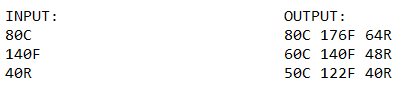 INPUT: OUTPUT:
80C 80C 176F 64R
140F 60C 140F 48R
40R 50C 122F 40R